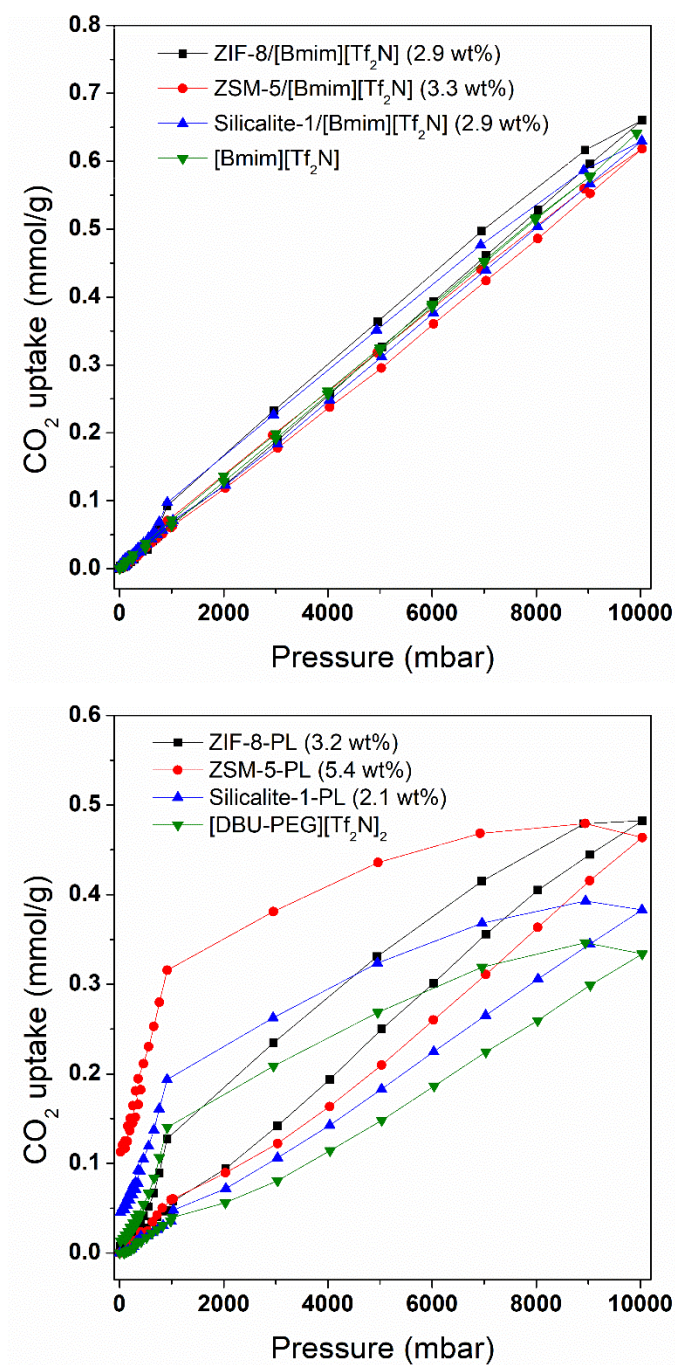 0.8
0.7
0.6
0.5
0.4
0.3
0.2
0.1
0.0
CO₂ uptake (mmol/g)
ZIF-8/[Bmim][Tf₂N] (2.9 wt%)
ZSM-5/[Bmim][Tf₂N] (3.3 wt%)
Silicalite-1/[Bmim][Tf₂N] (2.9 wt%)
[Bmim][Tf₂N]
0 2000 4000 6000 8000 10000
Pressure (mbar)
0.6
0.5
0.4
0.3
0.2
0.1
0.0
CO₂ uptake (mmol/g)
ZIF-8-PL (3.2 wt%)
ZSM-5-PL (5.4 wt%)
Silicalite-1-PL (2.1 wt%)
[DBU-PEG][Tf₂N]₂
0 2000 4000 6000 8000 10000
Pressure (mbar)